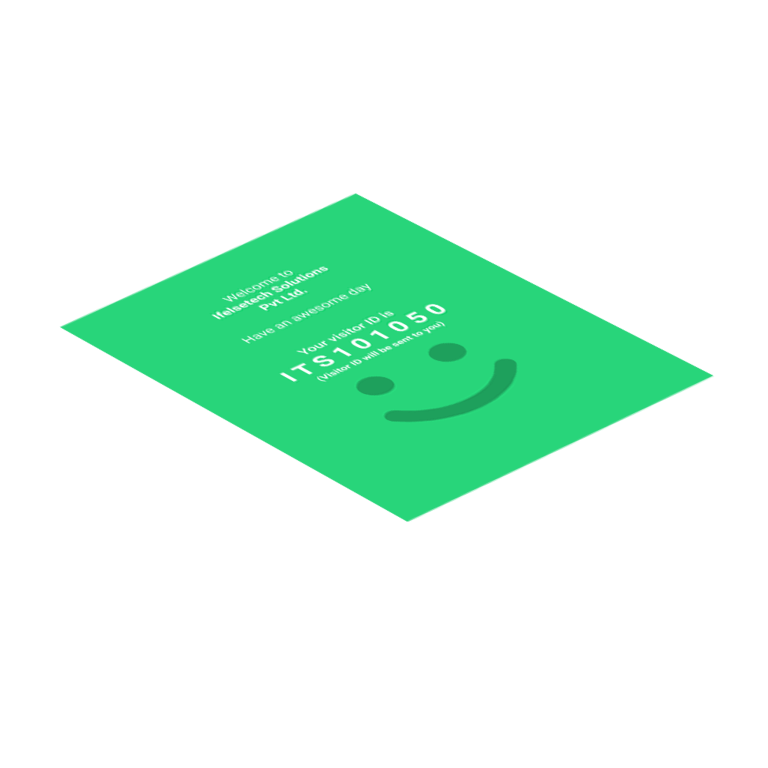 Welcome to
Ifelsetech Solutions
Pvt Ltd.
Have an awesome day
Your visitor ID is
ITS101050
(Visitor ID will be sent to you)